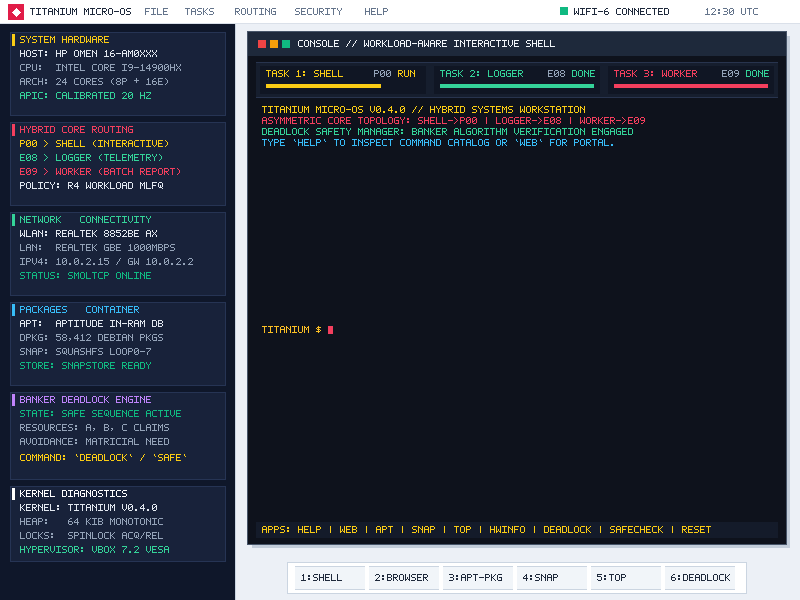 TITANIUM MICRO-OS FILE TASKS ROUTING SECURITY HELP WIFI-6 CONNECTED 12:30 UTC
SYSTEM HARDWARE
HOST: HP OMEN 16-AM0XXX
CPU: INTEL CORE I9-14900HX
ARCH: 24 CORES (8P + 16E)
APIC: CALIBRATED 20 HZ
HYBRID CORE ROUTING
P00 > SHELL (INTERACTIVE)
E08 > LOGGER (TELEMETRY)
E09 > WORKER (BATCH REPORT)
POLICY: R4 WORKLOAD MLFQ
NETWORK CONNECTIVITY
WLAN: REALTEK 8852BE AX
LAN: REALTEK GBE 1000MBPS
IPV4: 10.0.2.15 / GW 10.0.2.2
STATUS: SMOLTCP ONLINE
PACKAGES CONTAINER
APT: APTITUDE IN-RAM DB
DPKG: 58,412 DEBIAN PKGS
SNAP: SQUASHFS LOOP0-7
STORE: SNAPSTORE READY
BANKER DEADLOCK ENGINE
STATE: SAFE SEQUENCE ACTIVE
RESOURCES: A, B, C CLAIMS
AVOIDANCE: MATRICIAL NEED
COMMAND: `DEADLOCK` / `SAFE`
KERNEL DIAGNOSTICS
KERNEL: TITANIUM V0.4.0
HEAP: 64 KIB MONOTONIC
LOCKS: SPINLOCK ACQ/REL
HYPERVISOR: VBOX 7.2 VESA
CONSOLE // WORKLOAD-AWARE INTERACTIVE SHELL
TASK 1: SHELL P00 RUN
TASK 2: LOGGER E08 DONE
TASK 3: WORKER E09 DONE
TITANIUM MICRO-OS V0.4.0 // HYBRID SYSTEMS WORKSTATION
ASYMMETRIC CORE TOPOLOGY: SHELL->P00 | LOGGER->E08 | WORKER->E09
DEADLOCK SAFETY MANAGER: BANKER ALGORITHM VERIFICATION ENGAGED
TYPE `HELP` TO INSPECT COMMAND CATALOG OR `WEB` FOR PORTAL.
TITANIUM $
APPS: HELP | WEB | APT | SNAP | TOP | HWINFO | DEADLOCK | SAFECHECK | RESET
1:SHELL 2:BROWSER 3:APT-PKG 4:SNAP 5:TOP 6:DEADLOCK